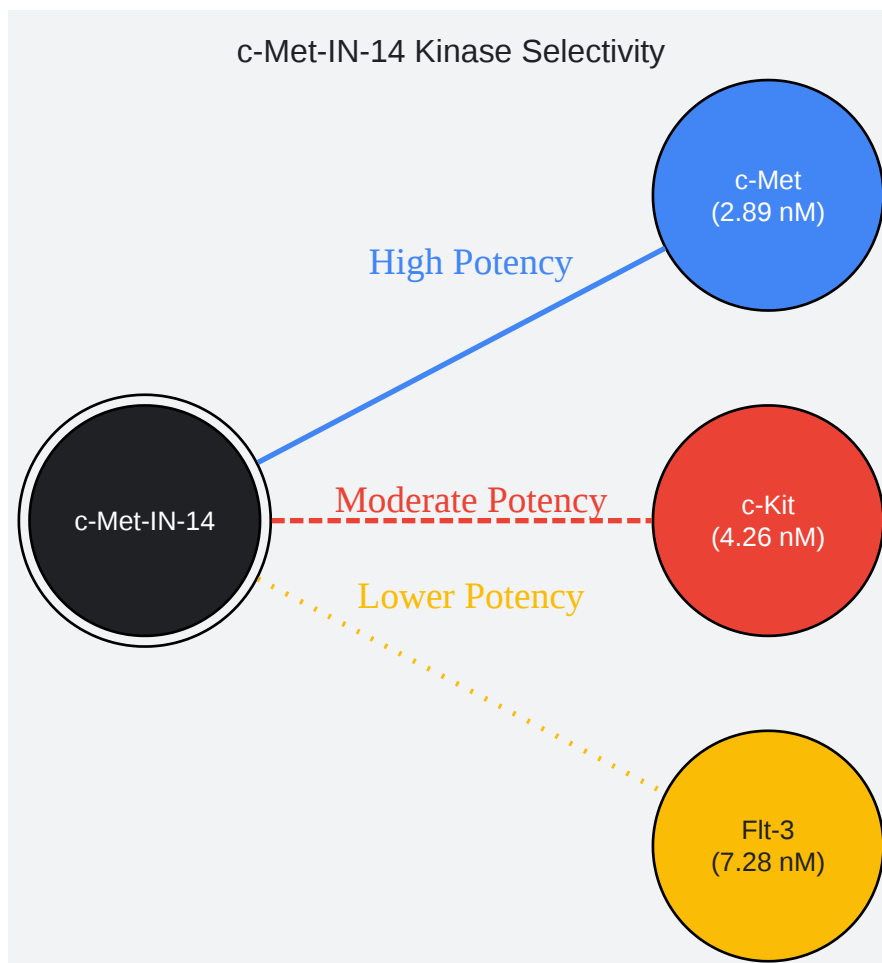 c-Met-IN-14 Kinase Selectivity
c-Met
(2.89 nM)
High Potency
c-Met-IN-14
Moderate Potency
c-Kit
(4.26 nM)
Lower Potency
Flt-3
(7.28 nM)